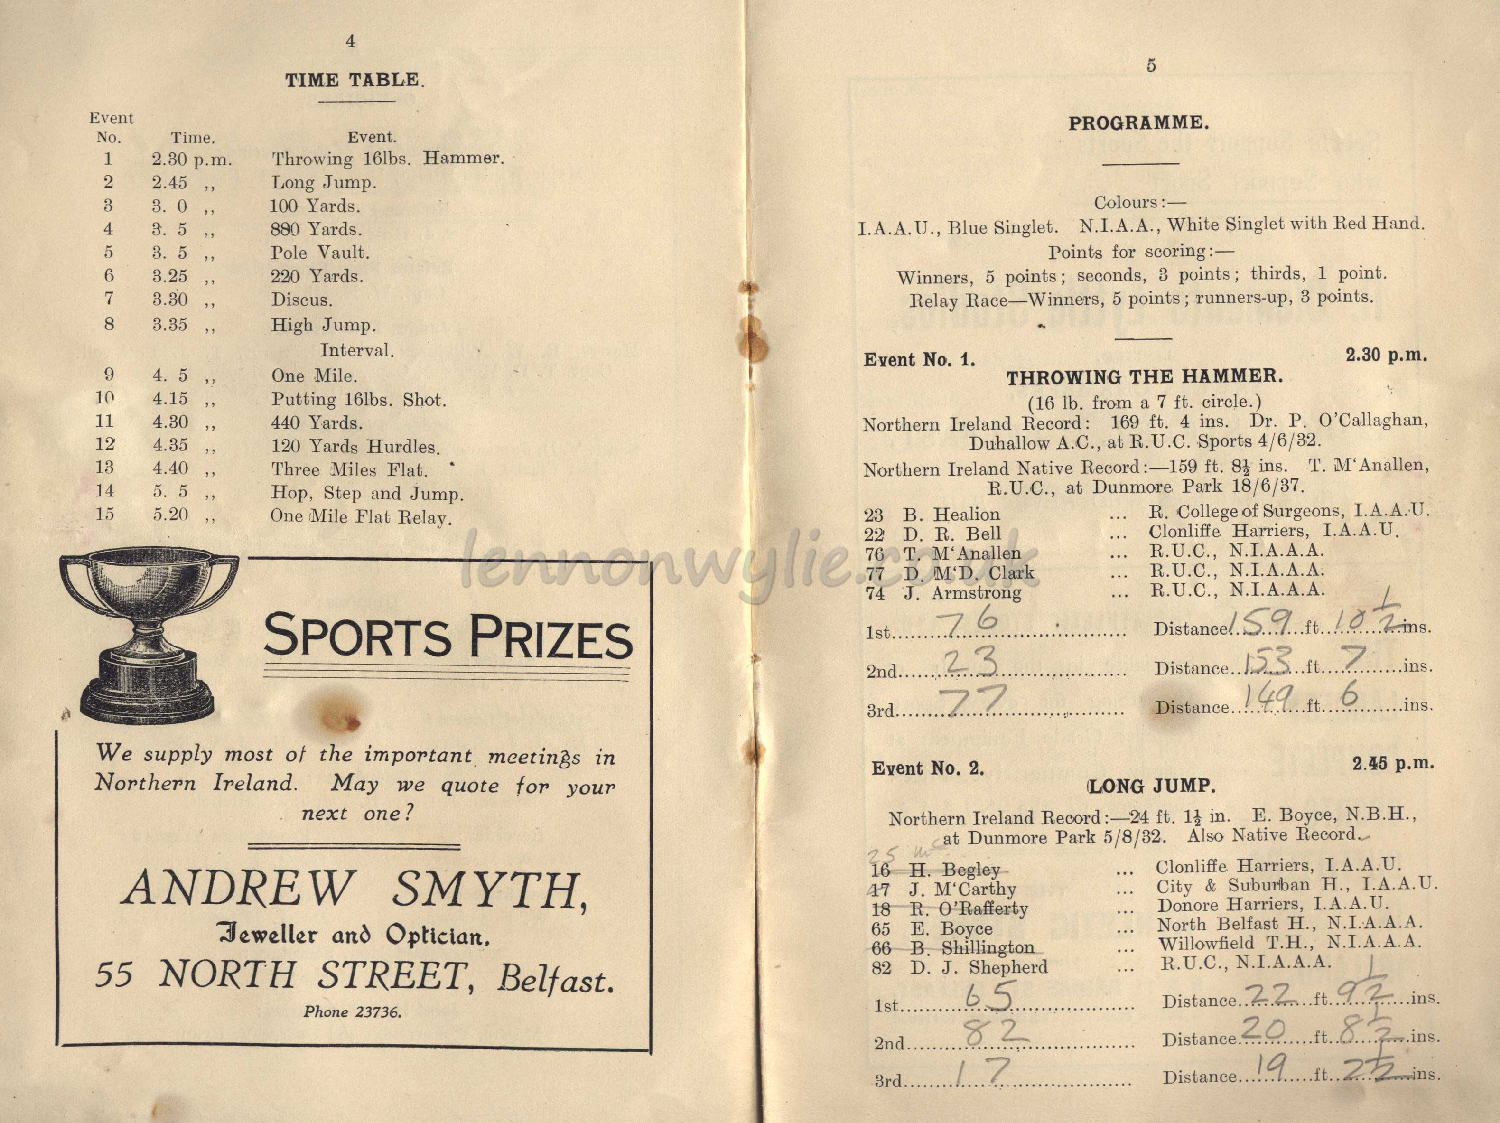 4
TIME TABLE.
Event
No. Time. Event.
1 2.30 p.m. Throwing 16lbs. Hammer.
2 2.45 ,, Long Jump.
3 3. 0 ,, 100 Yards.
4 3. 5 ,, 880 Yards.
5 3. 5 ,, Pole Vault.
6 3.25 ,, 220 Yards.
7 3.30 ,, Discus.
8 3.35 ,, High Jump.
Interval.
9 4. 5 ,, One Mile.
10 4.15 ,, Putting 16lbs. Shot.
11 4.30 ,, 440 Yards.
12 4.35 ,, 120 Yards Hurdles.
13 4.40 ,, Three Miles Flat.
14 5. 5 ,, Hop, Step and Jump.
15 5.20 ,, One Mile Flat Relay.
SPORTS PRIZES
We supply most of the important meetings in
Northern Ireland. May we quote for your
next one?
ANDREW SMYTH,
Jeweller and Optician.
55 NORTH STREET, Belfast.
Phone 23736.
lennonwylie.co.uk
5
PROGRAMME.
Colours:—
I.A.A.U., Blue Singlet. N.I.A.A., White Singlet with Red Hand.
Points for scoring:—
Winners, 5 points; seconds, 3 points; thirds, 1 point.
Relay Race—Winners, 5 points; runners-up, 3 points.
Event No. 1. 2.30 p.m.
THROWING THE HAMMER.
(16 lb. from a 7 ft. circle.)
Northern Ireland Record: 169 ft. 4 ins. Dr. P. O'Callaghan,
Duhallow A.C., at R.U.C. Sports 4/6/32.
Northern Ireland Native Record:—159 ft. 8½ ins. T. M'Anallen,
R.U.C., at Dunmore Park 18/6/37.
23 B. Healion ... R. College of Surgeons, I.A.A.U.
22 D. R. Bell ... Clonliffe Harriers, I.A.A.U.
76 T. M'Anallen ... R.U.C., N.I.A.A.A.
77 D. M'D. Clark ... R.U.C., N.I.A.A.A.
74 J. Armstrong ... R.U.C., N.I.A.A.A.
1st. 76 Distance 159 ft. 10 ½ ins.
2nd. 23 Distance 153 ft. 7 ins.
3rd. 77 Distance 149 ft. 6 ins.
Event No. 2. 2.45 p.m.
LONG JUMP.
Northern Ireland Record:—24 ft. 1½ in. E. Boyce, N.B.H.,
at Dunmore Park 5/8/32. Also Native Record.
25
16 H. Begley ... Clonliffe Harriers, I.A.A.U.
17 J. M'Carthy ... City & Suburban H., I.A.A.U.
18 R. O'Rafferty ... Donore Harriers, I.A.A.U.
65 E. Boyce ... North Belfast H., N.I.A.A.A.
66 B. Shillington ... Willowfield T.H., N.I.A.A.A.
82 D. J. Shepherd ... R.U.C., N.I.A.A.A.
1st. 65 Distance 22 ft. 9½ ins.
2nd. 82 Distance 20 ft. 8½ ins.
3rd. 17 Distance 19 ft. 2½ ins.